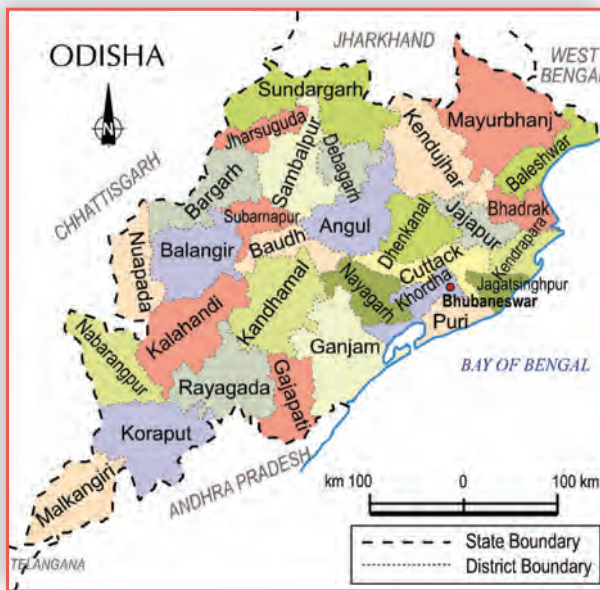 ODISHA
JHARKHAND
WEST
BENGAL
CHHATTISGARH
Sundargarh
Jharsuguda
Sambalpur
Debagarh
Kendujhar
Mayurbhanj
Baleshwar
Bargarh
Subarnapur
Angul
Dhenkanal
Jajapur
Bhadrak
Nuapada
Balangir
Baudh
Cuttack
Kendrapara
Nayagarh
Khordha
Jagatsinghpur
Bhubaneswar
Puri
Kalahandi
Kandhamal
Ganjam
Nabarangpur
Rayagada
Gajapati
BAY OF BENGAL
Koraput
Malkangiri
ANDHRA PRADESH
TELANGANA
km 100 0 100 km
State Boundary
District Boundary